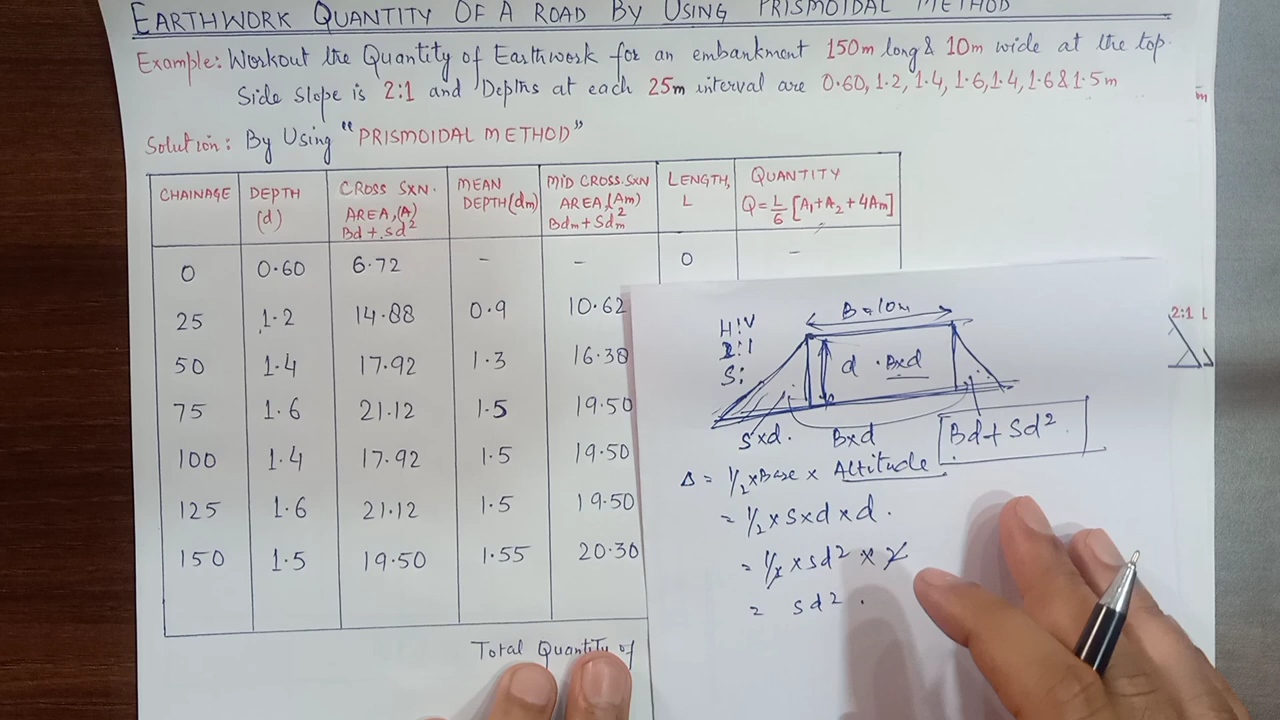 EARTHWORK QUANTITY OF A ROAD BY USING PRISMOIDAL METHOD
Example: Workout the Quantity of Earthwork for an embankment 150m long & 10m wide at the top.
Side slope is 2:1 and Depths at each 25m interval are 0.60, 1.2, 1.4, 1.6, 1.4, 1.6 & 1.5m
m
Solution: By Using "PRISMOIDAL METHOD"
CHAINAGE DEPTH (d) CROSS SXN. AREA, (A) Bd + Sd² MEAN DEPTH (dm) MID CROSS SXN AREA, (Am) Bdm + Sdm² LENGTH, L QUANTITY Q = L/6 [A1 + A2 + 4Am]
0 0.60 6.72 - - 0 -
25 1.2 14.88 0.9 10.62
50 1.4 17.92 1.3 16.38
75 1.6 21.12 1.5 19.50
100 1.4 17.92 1.5 19.50
125 1.6 21.12 1.5 19.50
150 1.5 19.50 1.55 20.30
Total Quantity of
B = 10m
H:V
2:1
S:
d . Bxd
Sxd. Bxd Bd + Sd².
Δ = 1/2 x Base x Altitude
= 1/2 x S x d x d.
= 1/2 x Sd² x 2
= Sd².
2:1